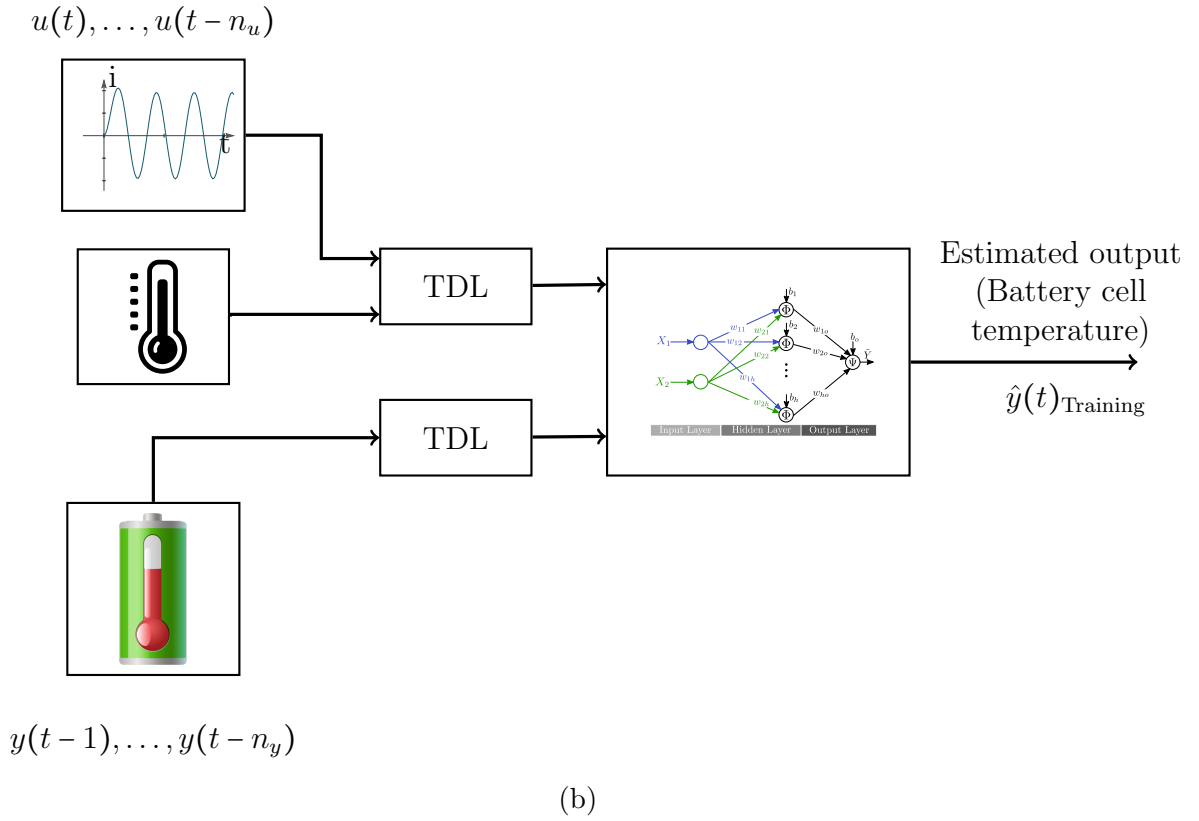 u(t), …, u(t − n_u)
i
t
TDL
TDL
X_1
X_2
w_11
w_12
w_1h
w_21
w_22
w_2h
b_1
Φ
b_2
Φ
⋮
b_h
Φ
w_1o
w_2o
w_ho
b_o
Ψ
Ŷ
Input Layer Hidden Layer Output Layer
Estimated output
(Battery cell
temperature)
ŷ(t)_Training
y(t − 1), …, y(t − n_y)
(b)